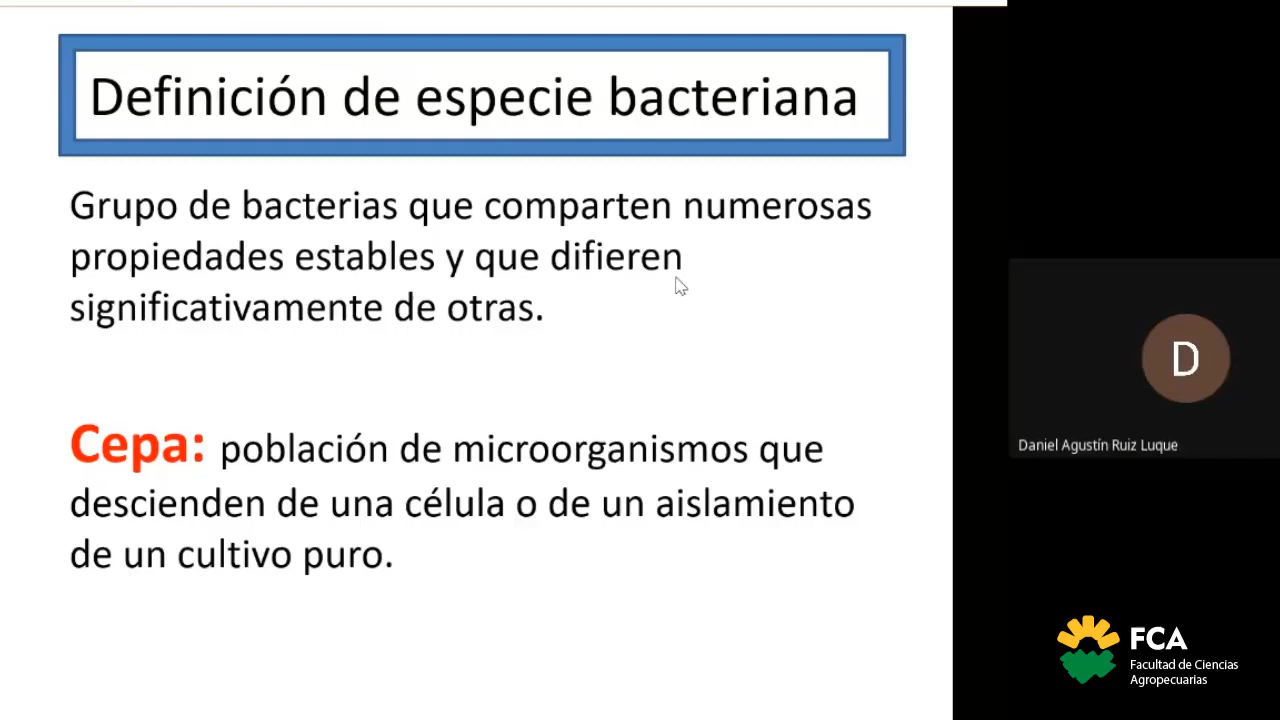 Definición de especie bacteriana
Grupo de bacterias que comparten numerosas
propiedades estables y que difieren
significativamente de otras.
Cepa: población de microorganismos que
descienden de una célula o de un aislamiento
de un cultivo puro.
D
Daniel Agustín Ruiz Luque
FCA
Facultad de Ciencias
Agropecuarias